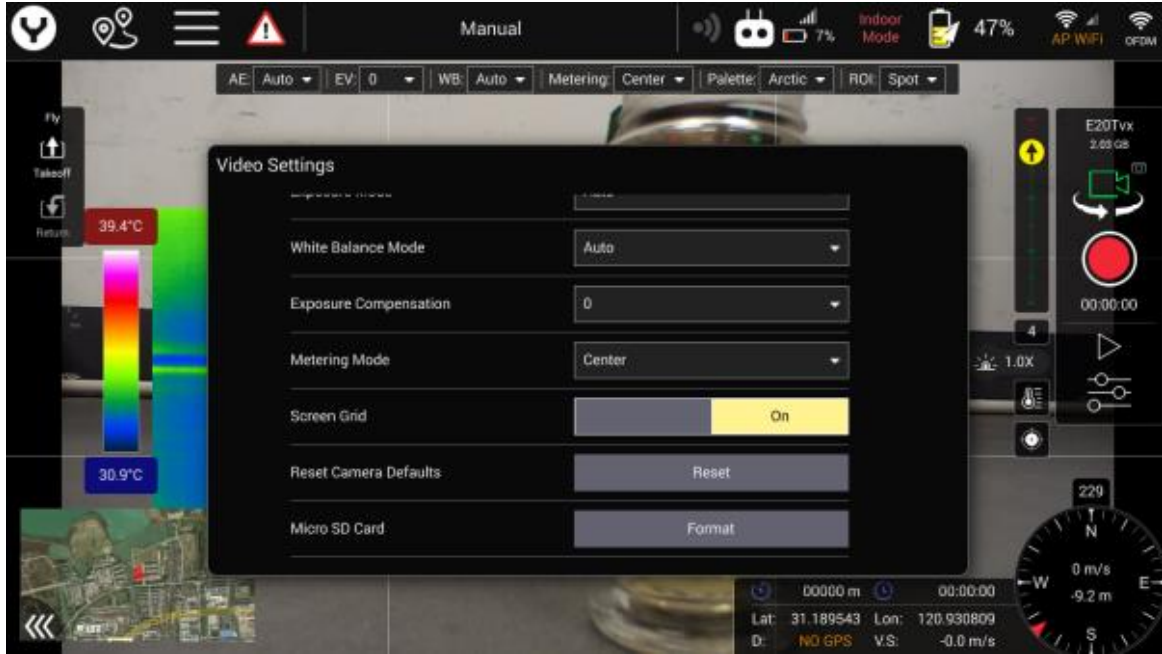 Manual
7%
Indoor
Mode
47%
AP WiFi
OFDM
AE: Auto EV: 0 WB: Auto Metering: Center Palette: Arctic ROI: Spot
Fly
Takeoff
Return
39.4°C
30.9°C
Video Settings
Exposure Mode Auto
White Balance Mode Auto
Exposure Compensation 0
Metering Mode Center
Screen Grid On
Reset Camera Defaults Reset
Micro SD Card Format
E20Tvx
2.03 GB
00:00:00
4
1.0X
229
N
W
E
S
0 m/s
-9.2 m
00000 m 00:00:00
Lat: 31.189543 Lon: 120.930809
D: NO GPS V.S: -0.0 m/s